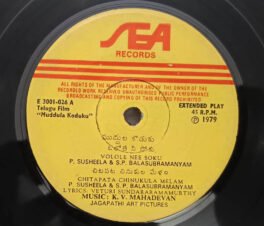 SEA
RECORDS
ALL RIGHTS OF THE MANUFACTURER AND OF THE OWNER OF THE
RECORDED WORK RESERVED UNAUTHORISED PUBLIC PERFORMANCE
BROADCASTING AND COPYING OF THIS RECORD PROHIBITED
E 3001-026 A
Telugu Film
"Muddula Koduku"
EXTENDED PLAY
45 R.P.M.
℗ 1979
ముద్దుల కొడుకు
VOLOLE NEE SOKU
P. SUSHEELA & S.P. BALASUBRAMANYAM
చిటపట చినుకుల మేళం
CHITAPATA CHINUKULA MELAM
P. SUSHEELA & S.P. BALASUBRAMANYAM
LYRICS: VETURI SUNDARARAMAMURTHY
MUSIC: K. V. MAHADEVAN
JAGAPATHI ART PICTURES